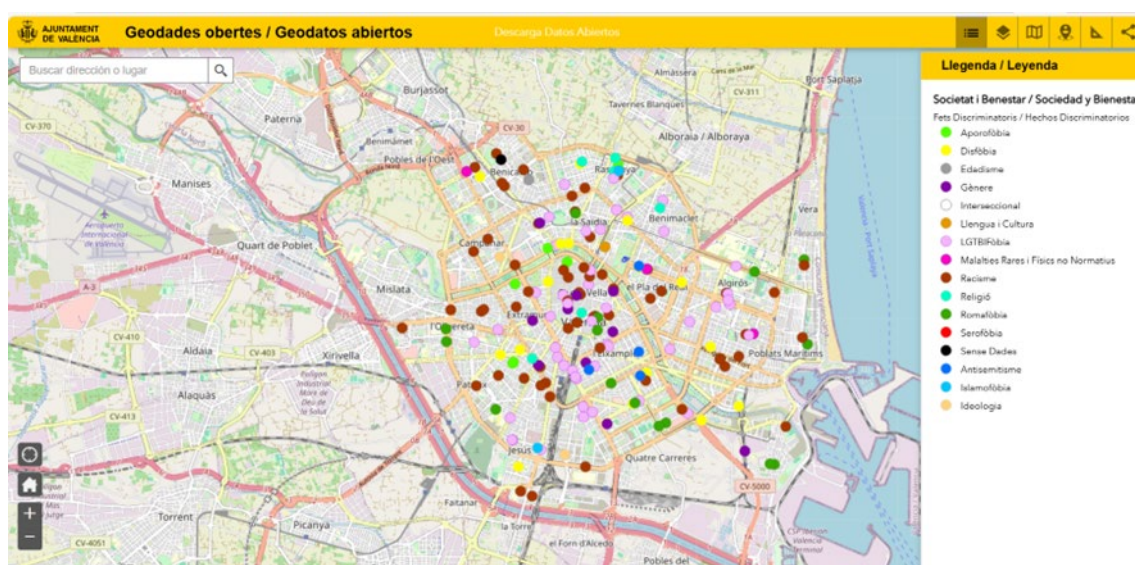 AJUNTAMENT
DE VALÈNCIA
Geodades obertes / Geodatos abiertos
Descarga Datos Abiertos
Buscar dirección o lugar
Llegenda / Leyenda
Societat i Benestar / Sociedad y Bienesta
Fets Discriminatoris / Hechos Discriminatorios
Aporofòbia
Disfòbia
Edadisme
Gènere
Interseccional
Llengua i Cultura
LGTBIFòbia
Malalties Rares i Físics no Normatius
Racisme
Religió
Romafòbia
Serofòbia
Sense Dades
Antisemitisme
Islamofòbia
Ideologia
Almàssera
Port Saplatja
CV-311
Burjassot
Tavernes Blanques
Paterna
CV-370
CV-30
Alboraia / Alboraya
Benimàmet
Pobles de l'Oest
Manises
Benimaclet
Vera
la Saïdia
Campanar
Quart de Poblet
Algirós
el Pla del Real
A-3
Mislata
Extramurs
l'Olivereta
CV-410
Aldaia
CV-403
Xirivella
l'Eixample
Poblats Marítims
Patraix
Alaquàs
CV-413
Jesús
Quatre Carreres
CV-5000
Faitanar
Torrent
Picanya
la Torre
el Forn d'Alcedo
CV-4051
Pobles del
+
−